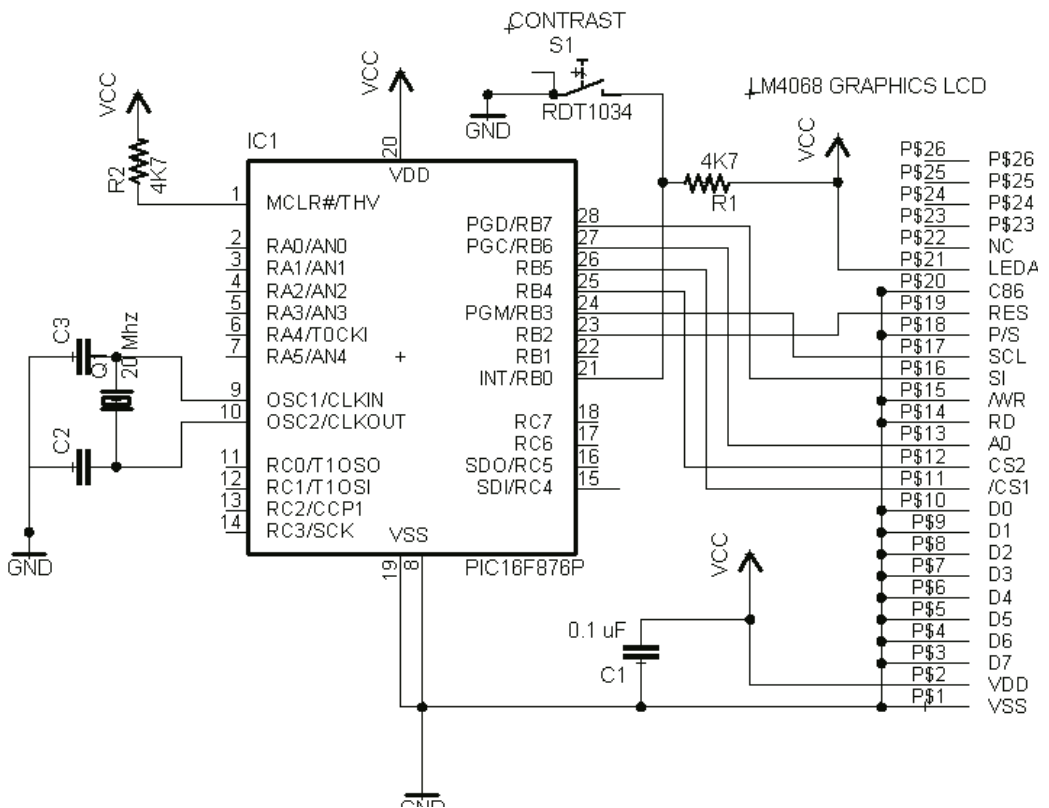 CONTRAST
S1
RDT1034
GND
VCC
R2
4K7
VCC
LM4068 GRAPHICS LCD
VCC
4K7
R1
IC1
20
VDD
1
MCLR#/THV
2
RA0/AN0
3
RA1/AN1
4
RA2/AN2
5
RA3/AN3
6
RA4/T0CKI
7
RA5/AN4
9
OSC1/CLKIN
10
OSC2/CLKOUT
11
RC0/T1OSO
12
RC1/T1OSI
13
RC2/CCP1
14
RC3/SCK
PGD/RB7
28
PGC/RB6
27
RB5
26
RB4
25
PGM/RB3
24
RB2
23
RB1
22
INT/RB0
21
RC7
18
RC6
17
SDO/RC5
16
SDI/RC4
15
VSS
19
8
PIC16F876P
C3
Q1
20 Mhz
C2
GND
VCC
0.1 uF
C1
GND
P$26 P$26
P$25 P$25
P$24 P$24
P$23 P$23
P$22 NC
P$21 LEDA
P$20 C86
P$19 RES
P$18 P/S
P$17 SCL
P$16 SI
P$15 /WR
P$14 RD
P$13 A0
P$12 CS2
P$11 /CS1
P$10 D0
P$9 D1
P$8 D2
P$7 D3
P$6 D4
P$5 D5
P$4 D6
P$3 D7
P$2 VDD
P$1 VSS